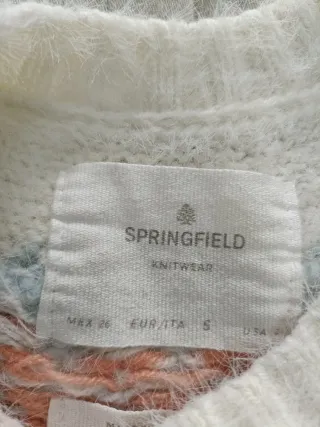 SPRINGFIELD
KNITWEAR
MEX 26 EUR/ITA S USA